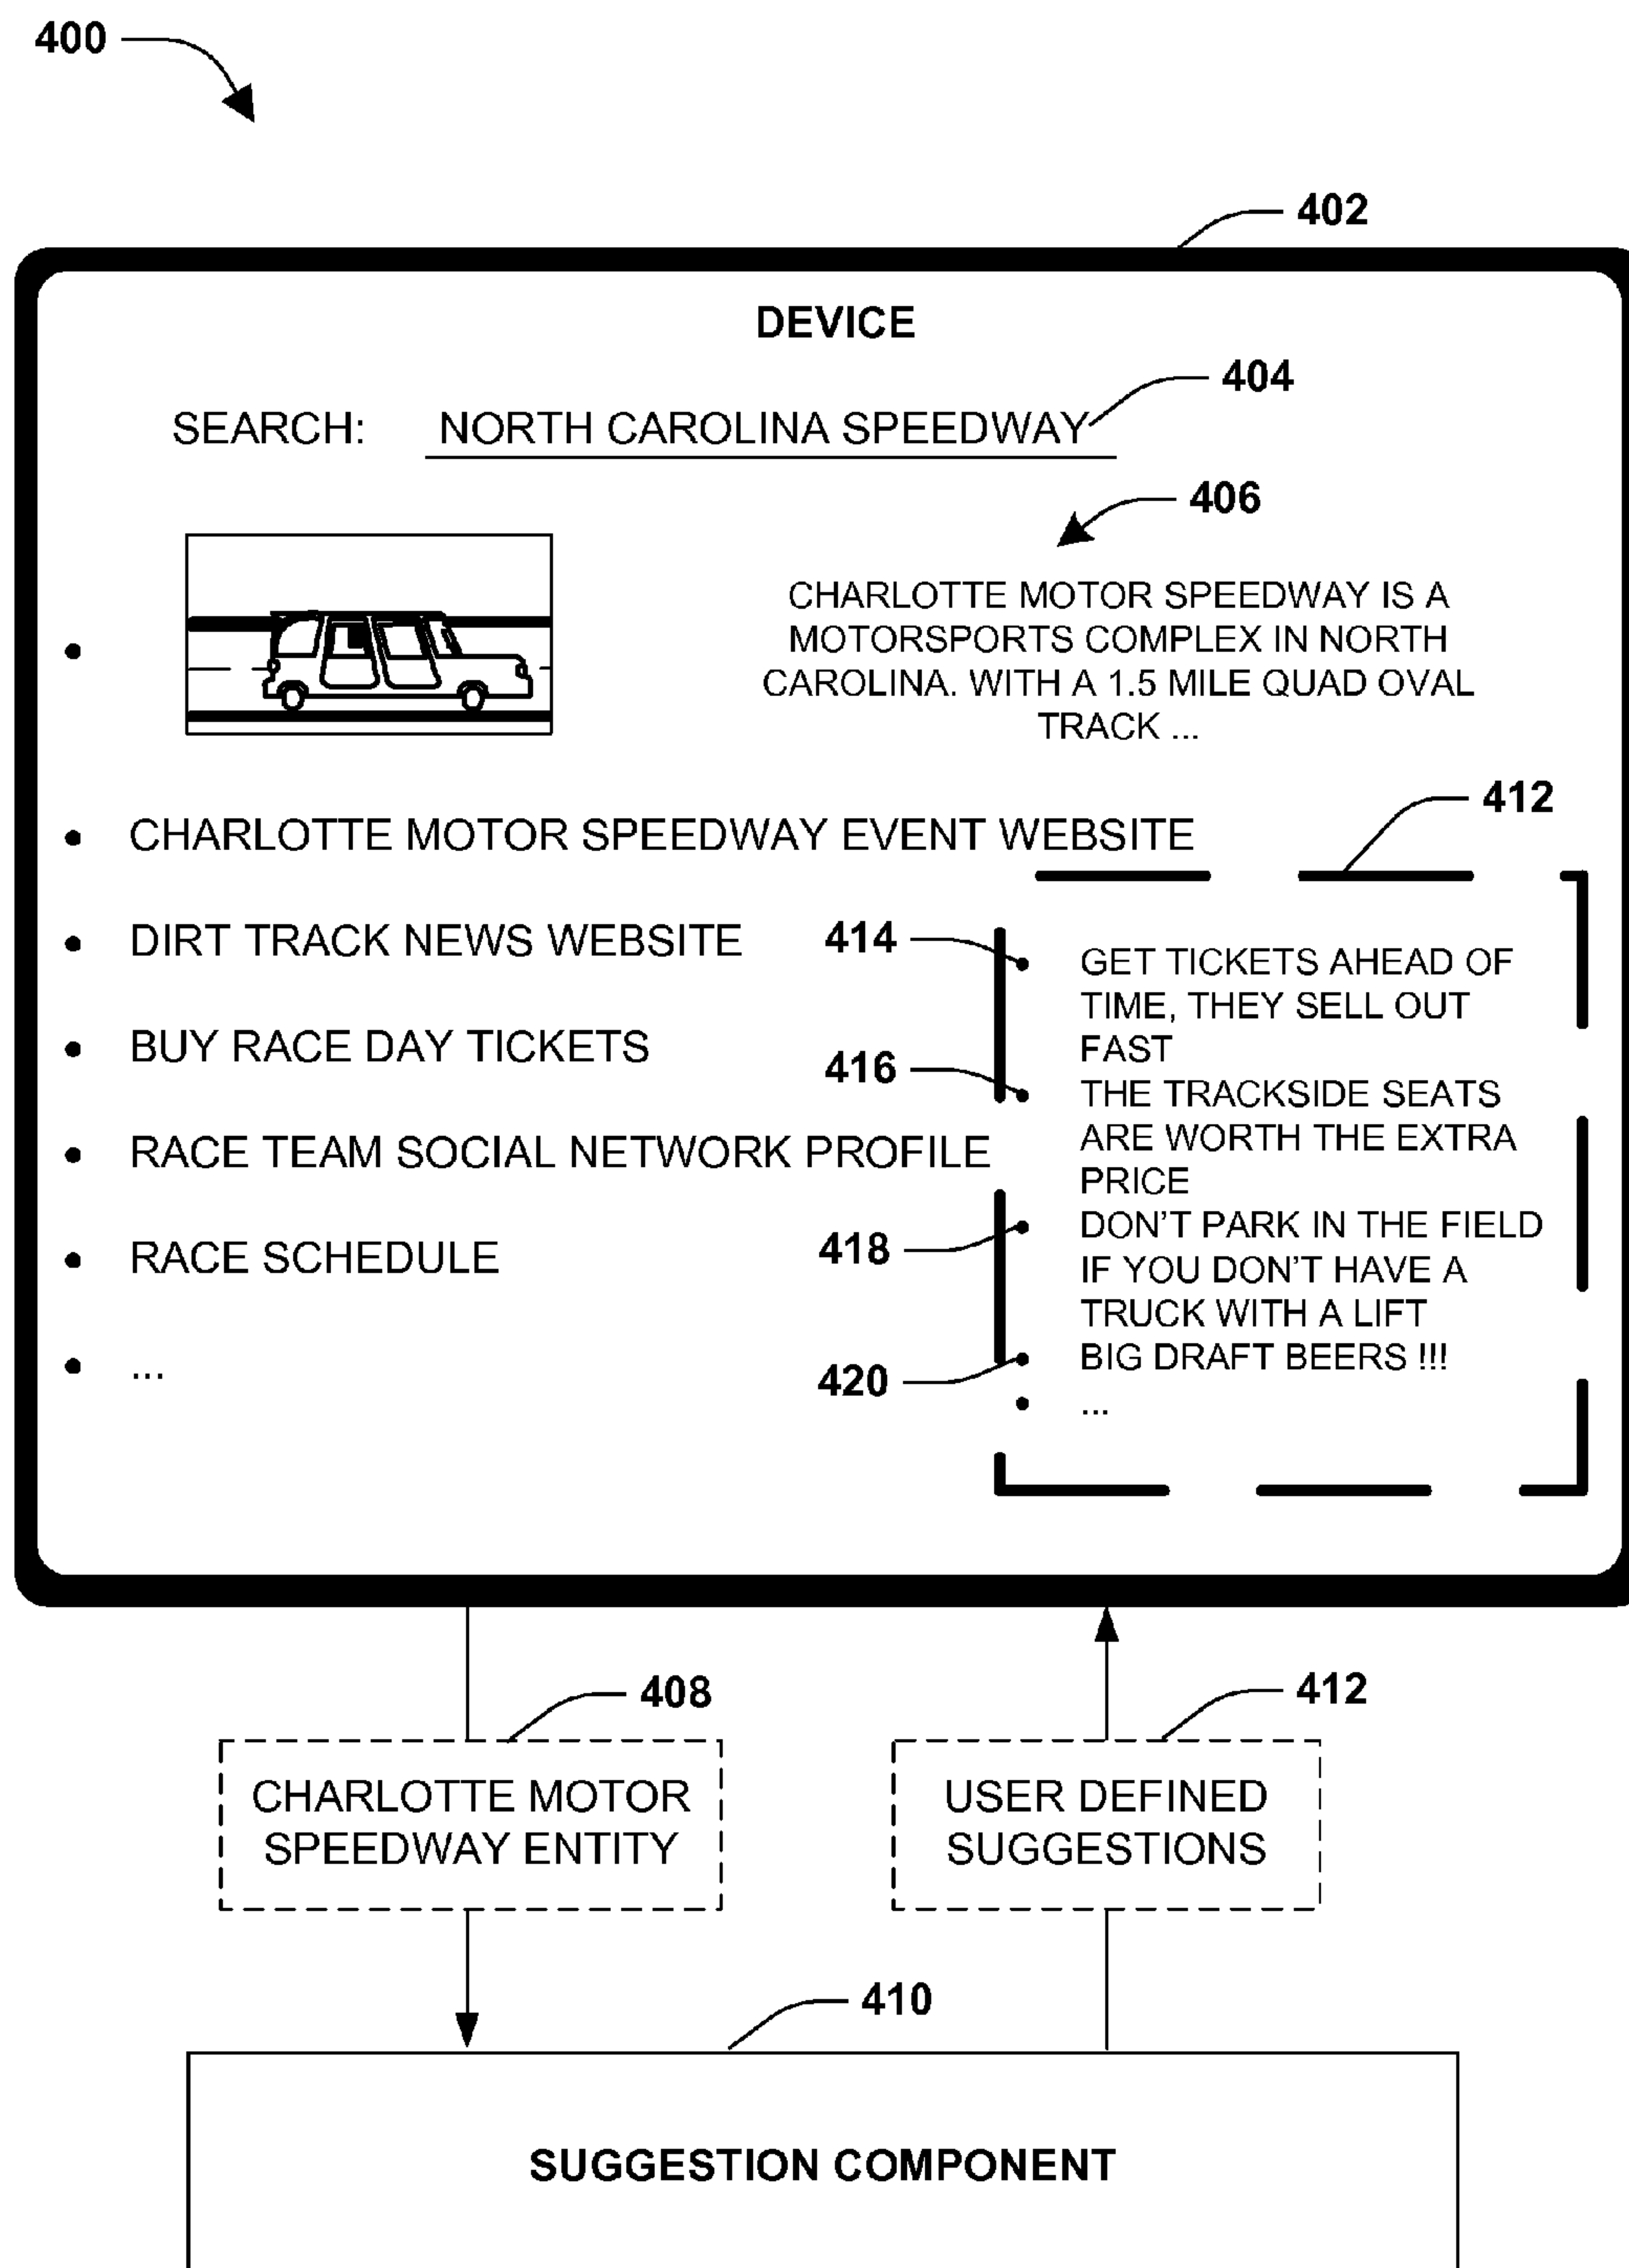 400
402
DEVICE
404
SEARCH: NORTH CAROLINA SPEEDWAY
406
CHARLOTTE MOTOR SPEEDWAY IS A
MOTORSPORTS COMPLEX IN NORTH
CAROLINA. WITH A 1.5 MILE QUAD OVAL
TRACK ...
412
• CHARLOTTE MOTOR SPEEDWAY EVENT WEBSITE
• DIRT TRACK NEWS WEBSITE
• BUY RACE DAY TICKETS
• RACE TEAM SOCIAL NETWORK PROFILE
• RACE SCHEDULE
• ...
414
• GET TICKETS AHEAD OF
TIME, THEY SELL OUT
FAST
416
• THE TRACKSIDE SEATS
ARE WORTH THE EXTRA
PRICE
418
• DON'T PARK IN THE FIELD
IF YOU DON'T HAVE A
TRUCK WITH A LIFT
420
• BIG DRAFT BEERS !!!
• ...
408
CHARLOTTE MOTOR
SPEEDWAY ENTITY
412
USER DEFINED
SUGGESTIONS
410
SUGGESTION COMPONENT